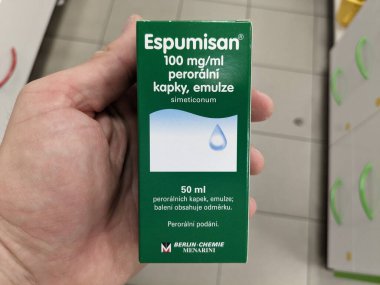 Espumisan®
100 mg/ml
perorální
kapky, emulze
simeticonum
50 ml
perorálních kapek, emulze;
balení obsahuje odměrku.
Perorální podání.
BERLIN-CHEMIE
MENARINI